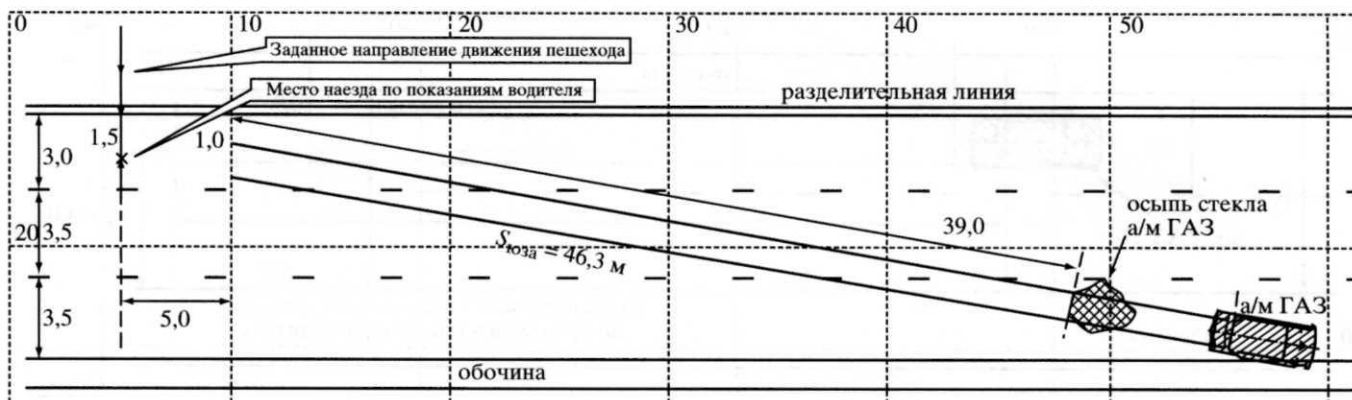 0
10
20
30
40
50
Заданное направление движения пешехода
Место наезда по показаниям водителя
разделительная линия
1,5
1,0
3,0
осыпь стекла
а/м ГАЗ
39,0
20
3,5
Sюза = 46,3 м
а/м ГАЗ
3,5
5,0
обочина